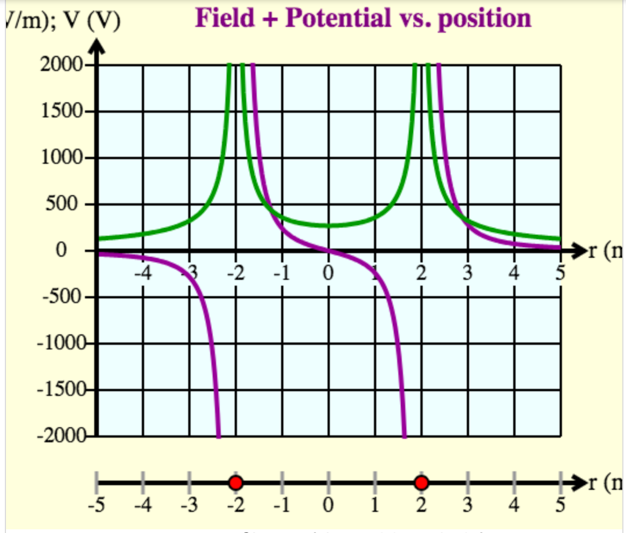 V/m); V (V)
Field + Potential vs. position
2000
1500
1000
500
0
-500
-1000
-1500
-2000
-4 -3 -2 -1 0 1 2 3 4 5
r (n
-5 -4 -3 -2 -1 0 1 2 3 4 5
r (n